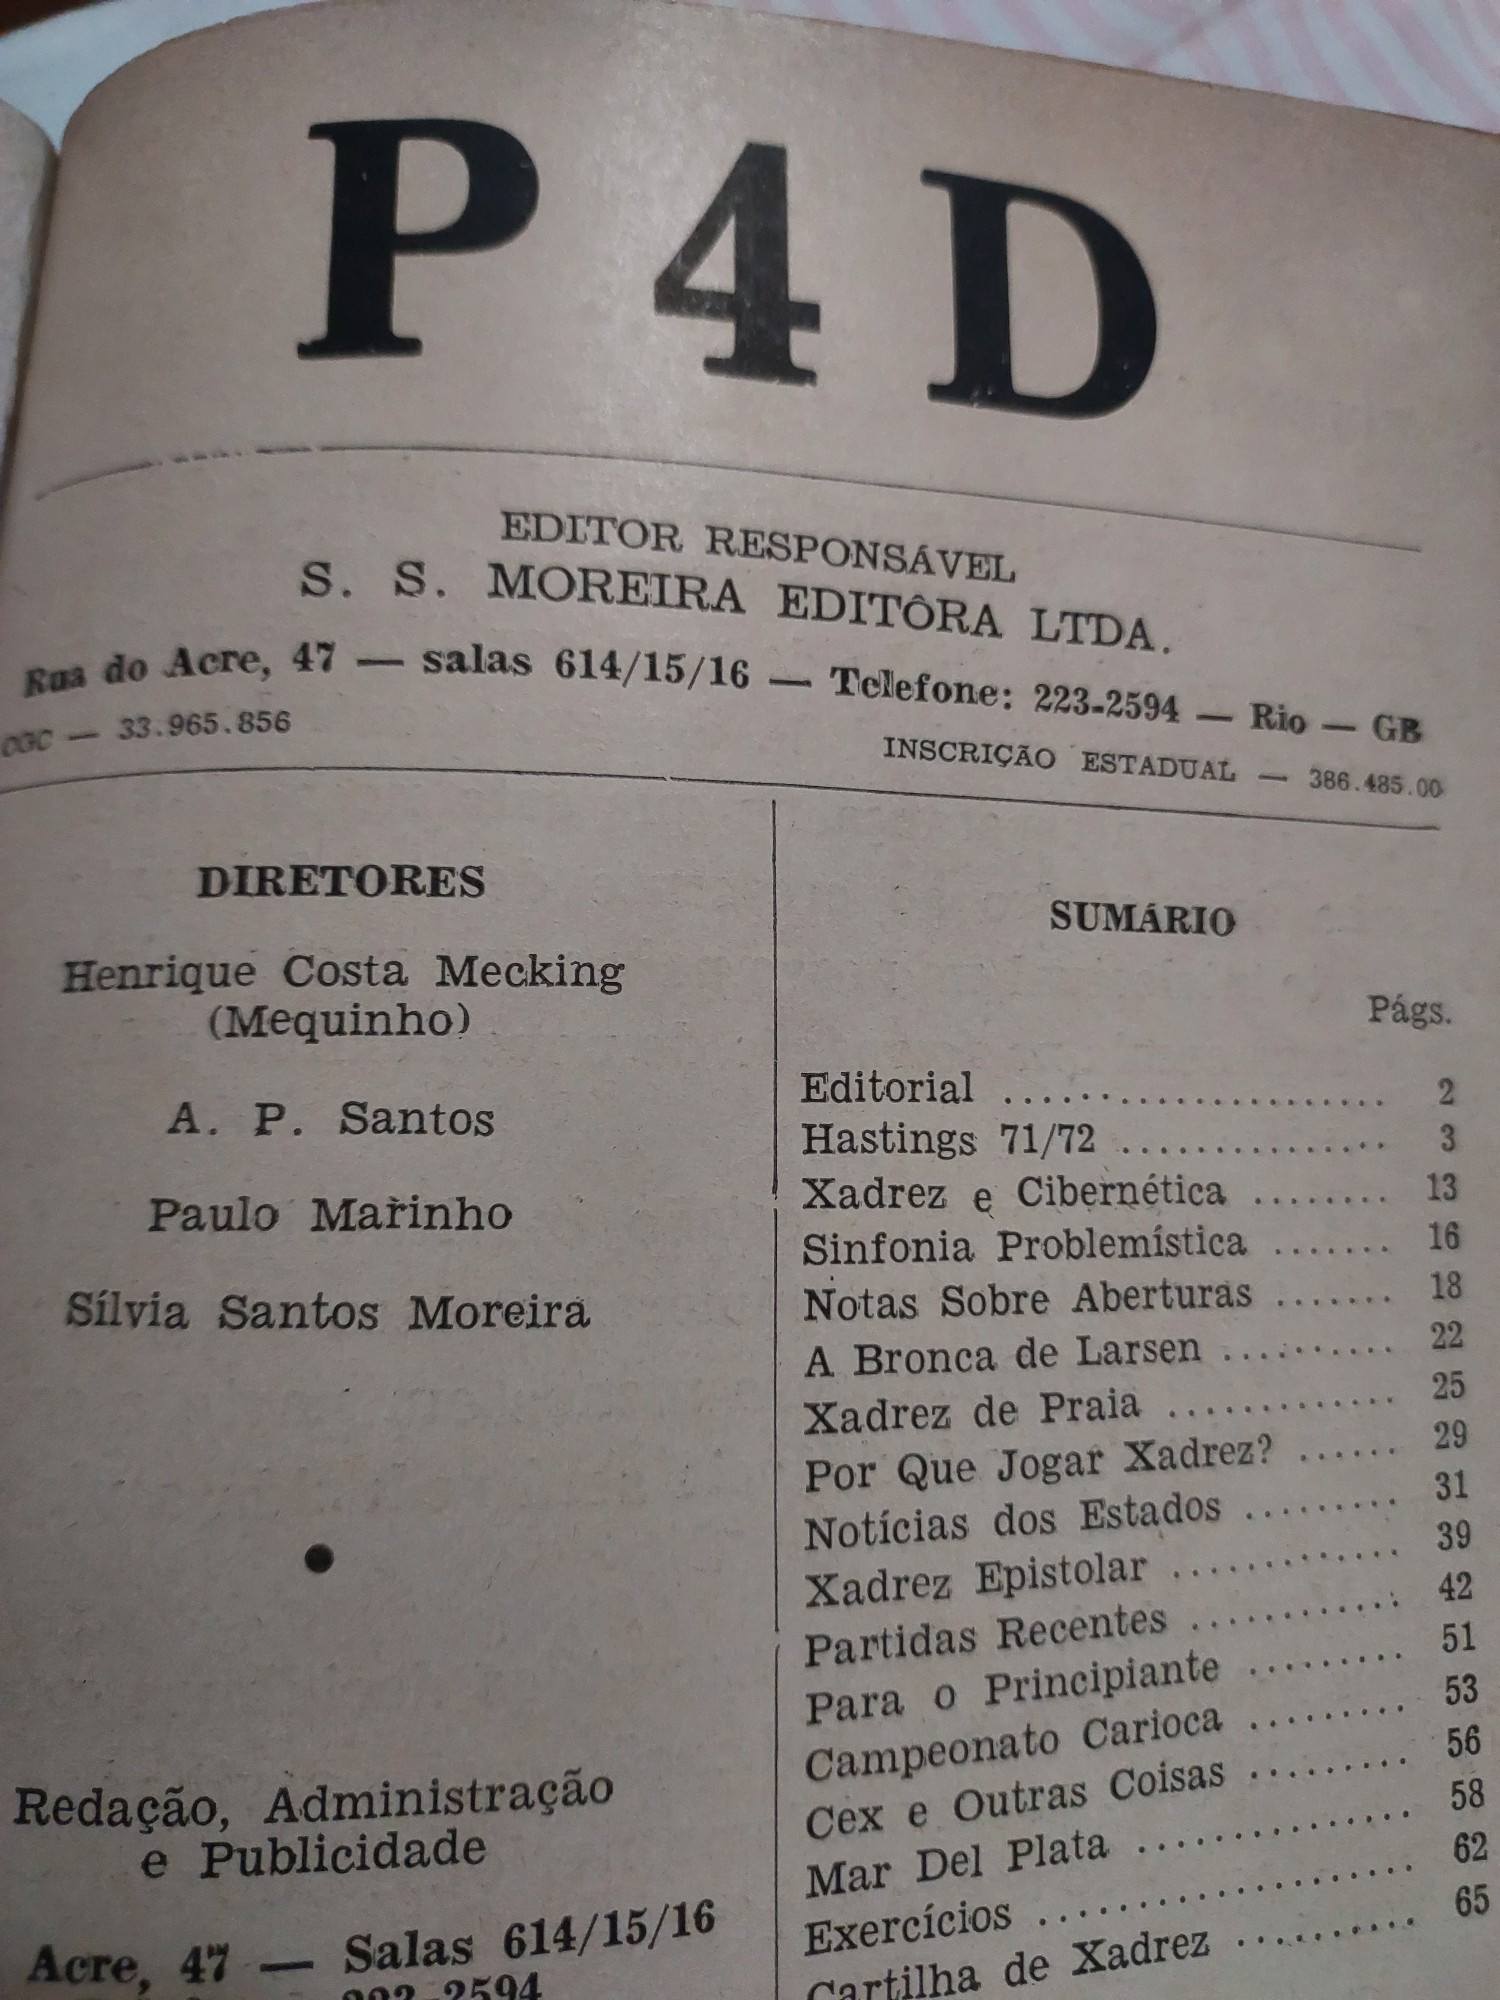 P 4 D
EDITOR RESPONSÁVEL
S. S. MOREIRA EDITÔRA LTDA.
Rua do Acre, 47 — salas 614/15/16 — Telefone: 223-2594 — Rio — GB
CGC — 33.965.856
INSCRIÇÃO ESTADUAL — 386.485.00
DIRETORES
Henrique Costa Mecking
(Mequinho)
A. P. Santos
Paulo Marinho
Sílvia Santos Moreira
Redação, Administração
e Publicidade
Acre, 47 — Salas 614/15/16
223-2594
SUMÁRIO
Págs.
Editorial ...................... 2
Hastings 71/72 ................ 3
Xadrez e Cibernética ........ 13
Sinfonia Problemística ....... 16
Notas Sobre Aberturas ....... 18
A Bronca de Larsen .......... 22
Xadrez de Praia ............. 25
Por Que Jogar Xadrez? ...... 29
Notícias dos Estados ......... 31
Xadrez Epistolar ............. 39
Partidas Recentes ............ 42
Para o Principiante ......... 51
Campeonato Carioca ......... 53
Cex e Outras Coisas ......... 56
Mar Del Plata ............... 58
Exercícios .................... 62
Cartilha de Xadrez .......... 65